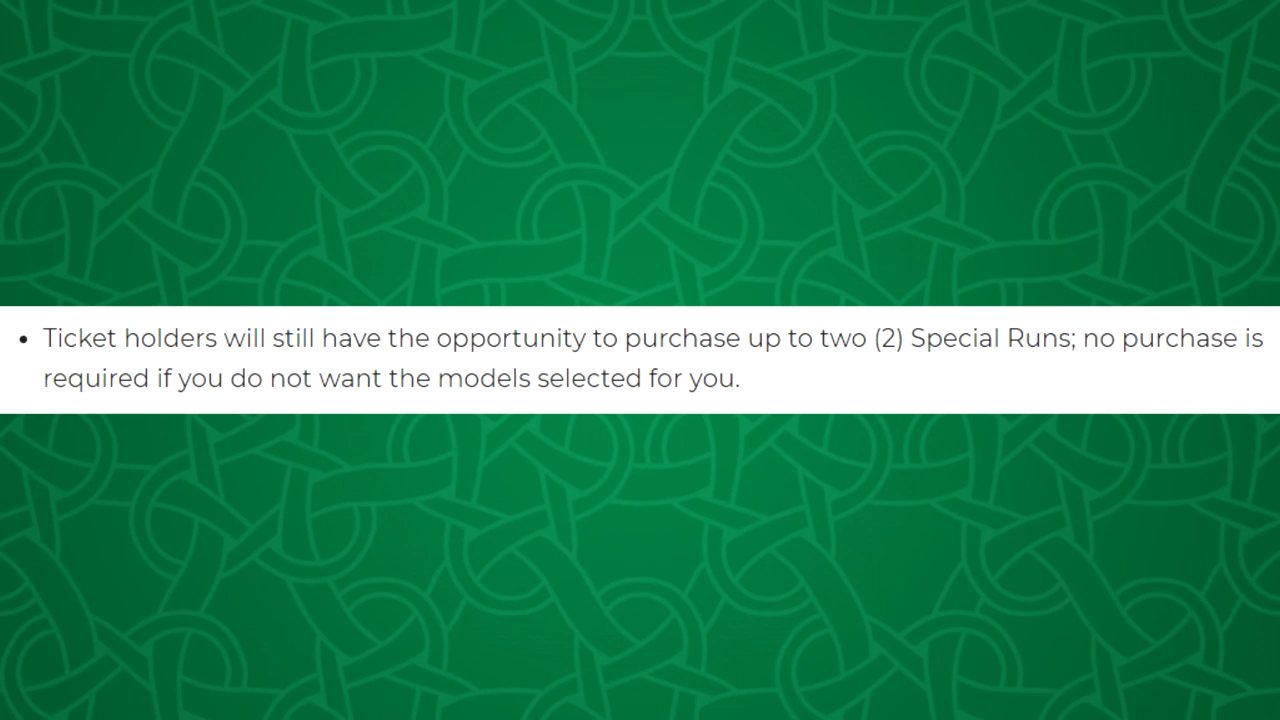 • Ticket holders will still have the opportunity to purchase up to two (2) Special Runs; no purchase is
required if you do not want the models selected for you.